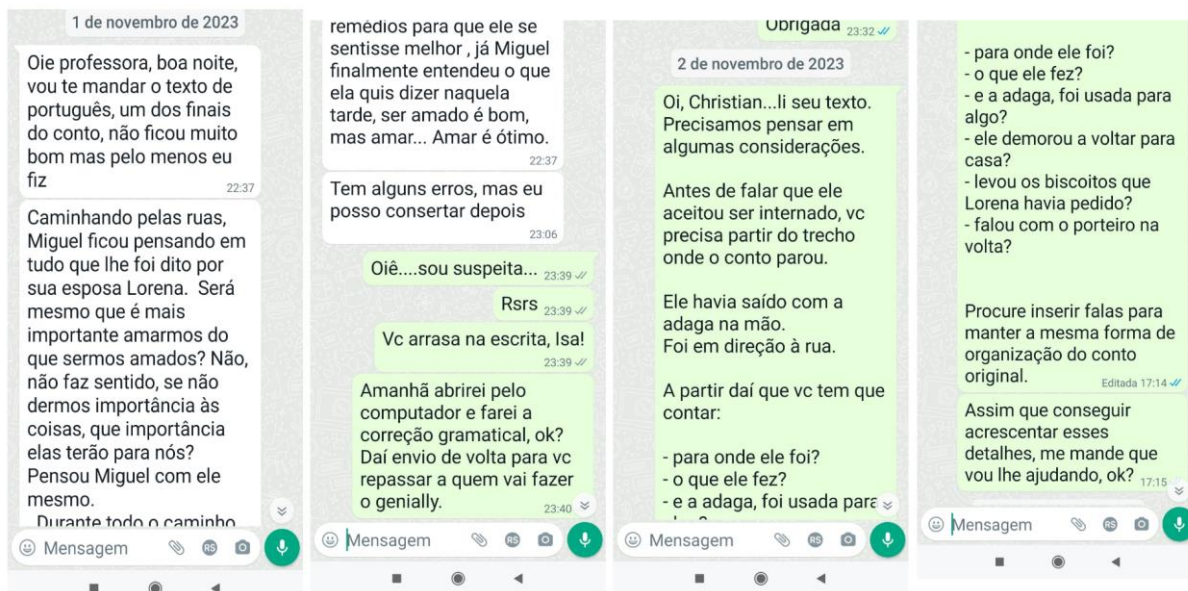 1 de novembro de 2023
Oie professora, boa noite,
vou te mandar o texto de
português, um dos finais
do conto, não ficou muito
bom mas pelo menos eu
fiz
22:37
Caminhando pelas ruas,
Miguel ficou pensando em
tudo que lhe foi dito por
sua esposa Lorena. Será
mesmo que é mais
importante amarmos do
que sermos amados? Não,
não faz sentido, se não
dermos importância às
coisas, que importância
elas terão para nós?
Pensou Miguel com ele
mesmo.
Durante todo o caminho
Mensagem
remédios para que ele se
sentisse melhor , já Miguel
finalmente entendeu o que
ela quis dizer naquela
tarde, ser amado é bom,
mas amar... Amar é ótimo.
22:37
Tem alguns erros, mas eu
posso consertar depois
23:06
Oiê....sou suspeita... 23:39
Rsrs 23:39
Vc arrasa na escrita, Isa!
23:39
Amanhã abrirei pelo
computador e farei a
correção gramatical, ok?
Daí envio de volta para vc
repassar a quem vai fazer
o genially.
23:40
Mensagem
RS
Obrigada 23:32
2 de novembro de 2023
Oi, Christian...li seu texto.
Precisamos pensar em
algumas considerações.
Antes de falar que ele
aceitou ser internado, vc
precisa partir do trecho
onde o conto parou.
Ele havia saído com a
adaga na mão.
Foi em direção à rua.
A partir daí que vc tem que
contar:
- para onde ele foi?
- o que ele fez?
- e a adaga, foi usada para
Mensagem
RS
- para onde ele foi?
- o que ele fez?
- e a adaga, foi usada para
algo?
- ele demorou a voltar para
casa?
- levou os biscoitos que
Lorena havia pedido?
- falou com o porteiro na
volta?
Procure inserir falas para
manter a mesma forma de
organização do conto
original.
Editada 17:14
Assim que conseguir
acrescentar esses
detalhes, me mande que
vou lhe ajudando, ok? 17:15
Mensagem
RS